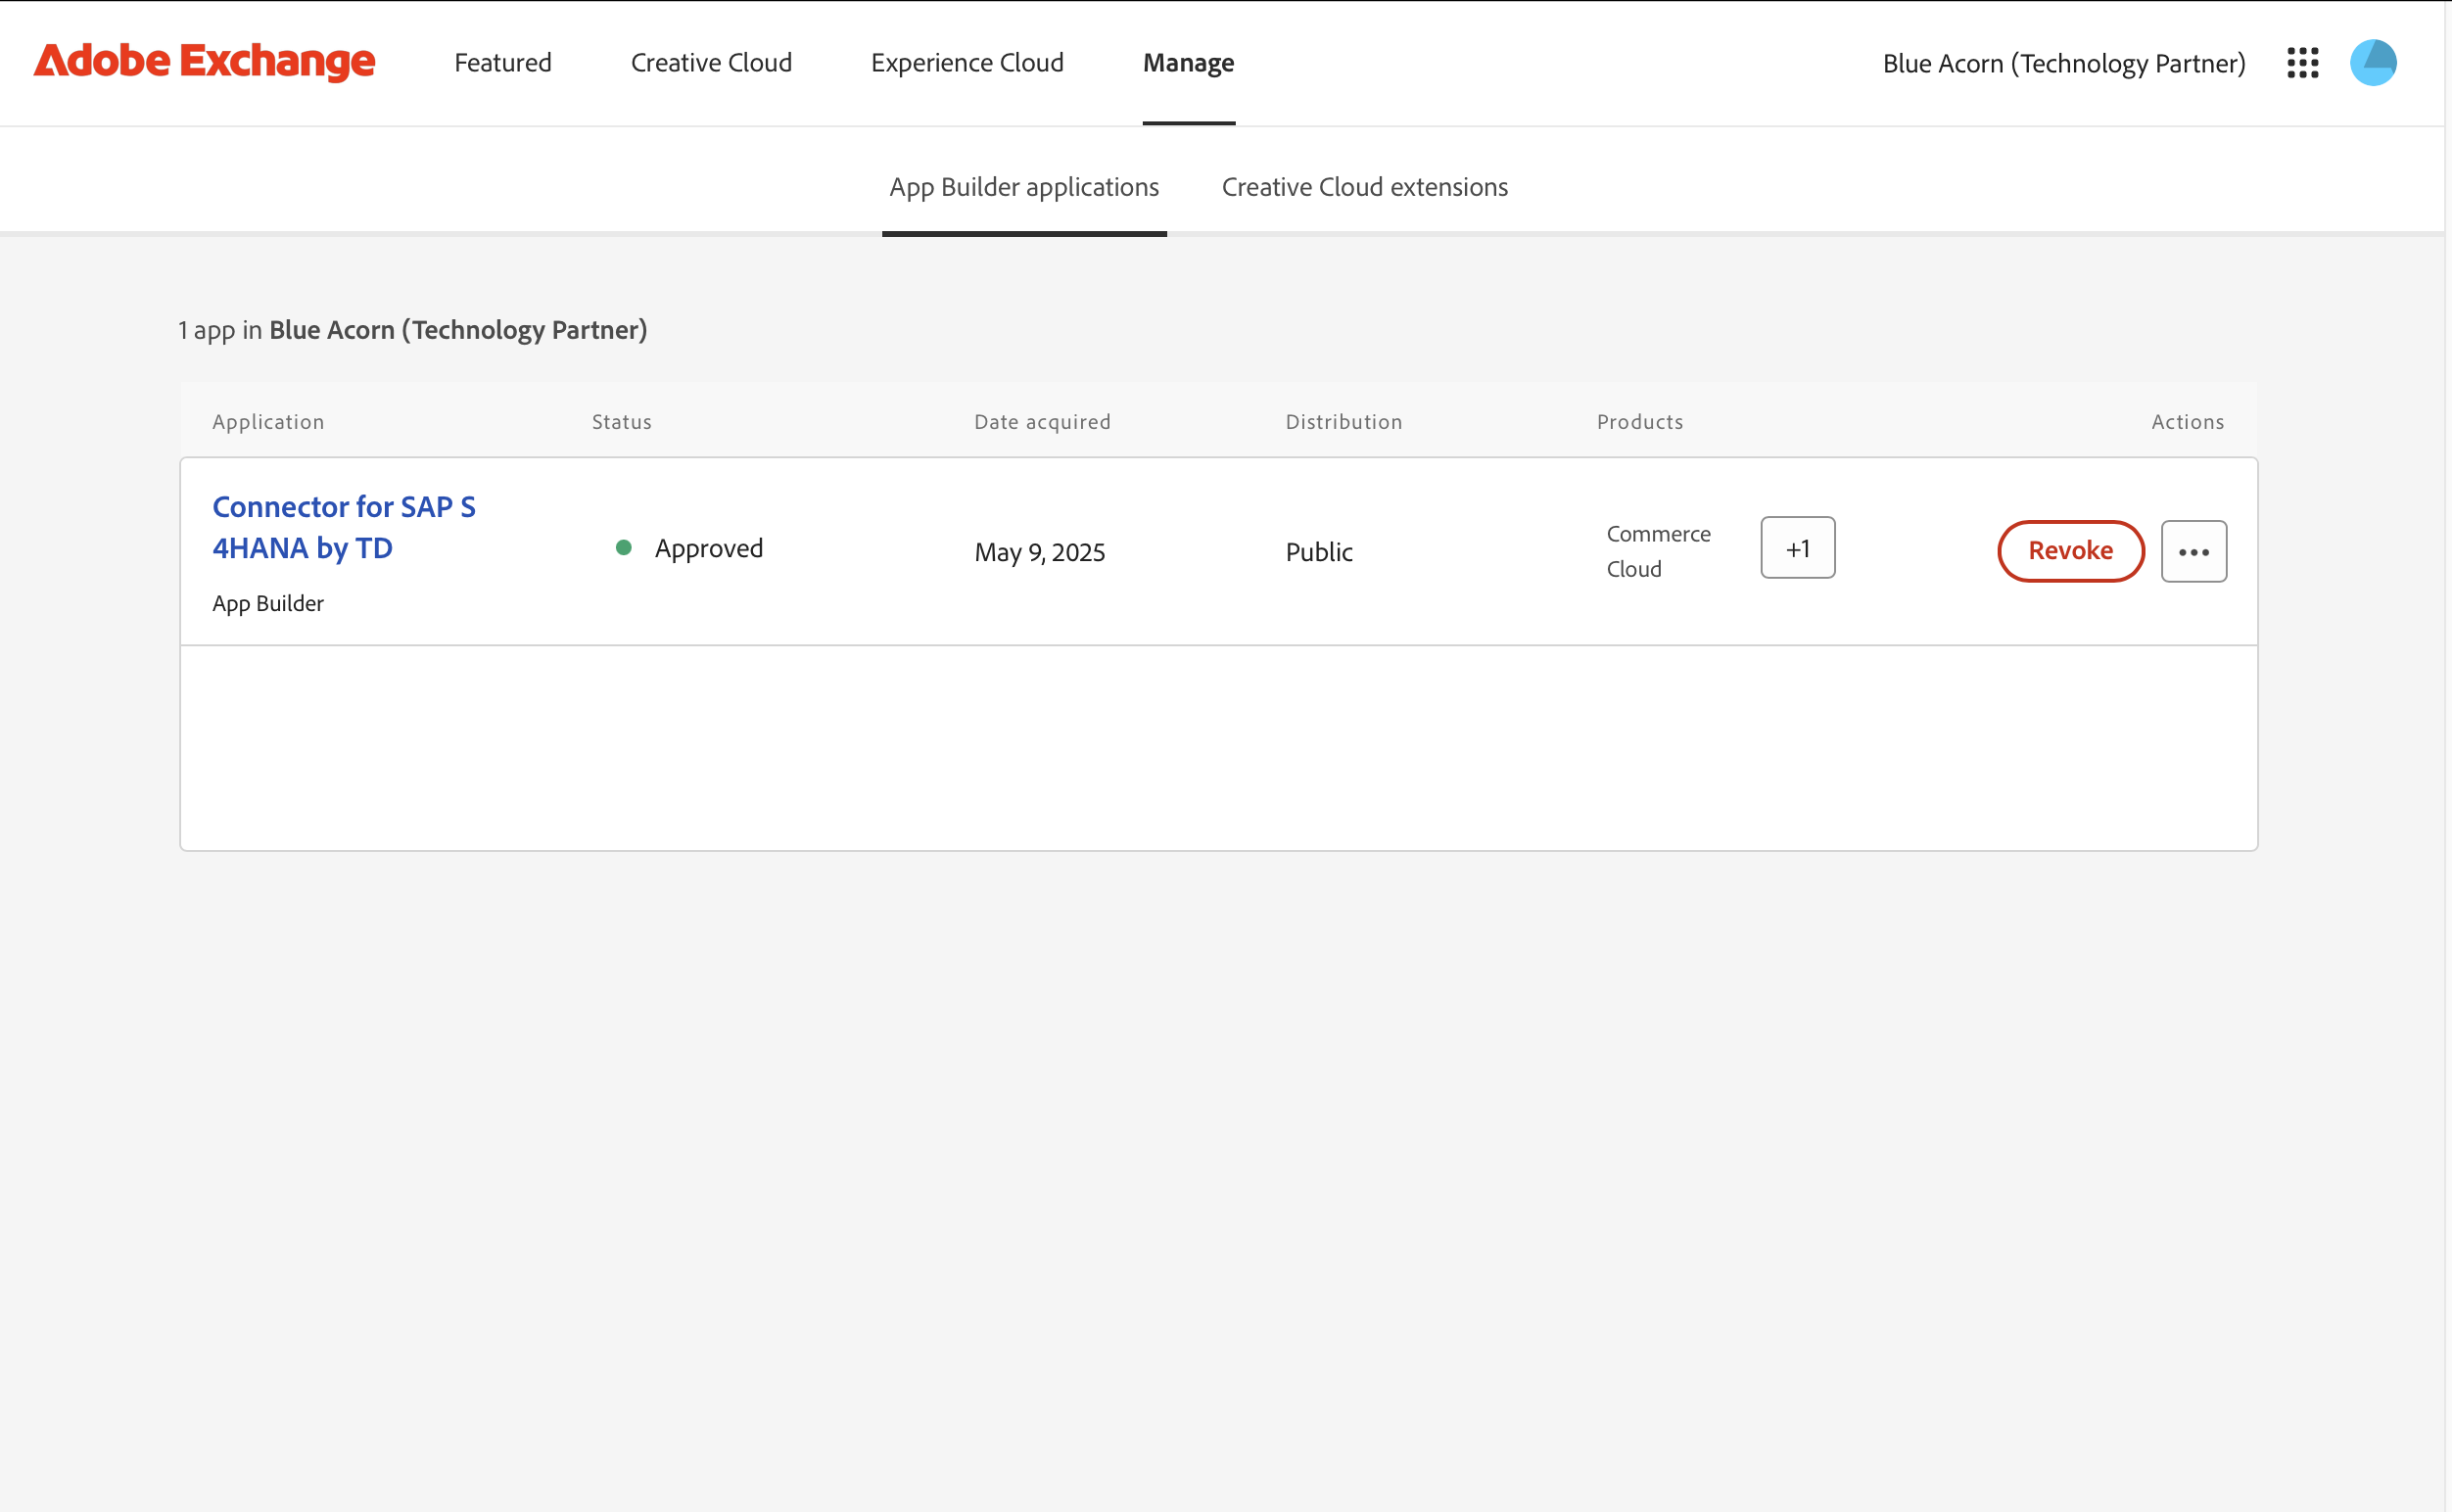 Adobe Exchange Featured Creative Cloud Experience Cloud Manage Blue Acorn (Technology Partner)
App Builder applications Creative Cloud extensions
1 app in Blue Acorn (Technology Partner)
Application Status Date acquired Distribution Products Actions
Connector for SAP S
4HANA by TD
App Builder
Approved
May 9, 2025
Public
Commerce
Cloud
+1
Revoke